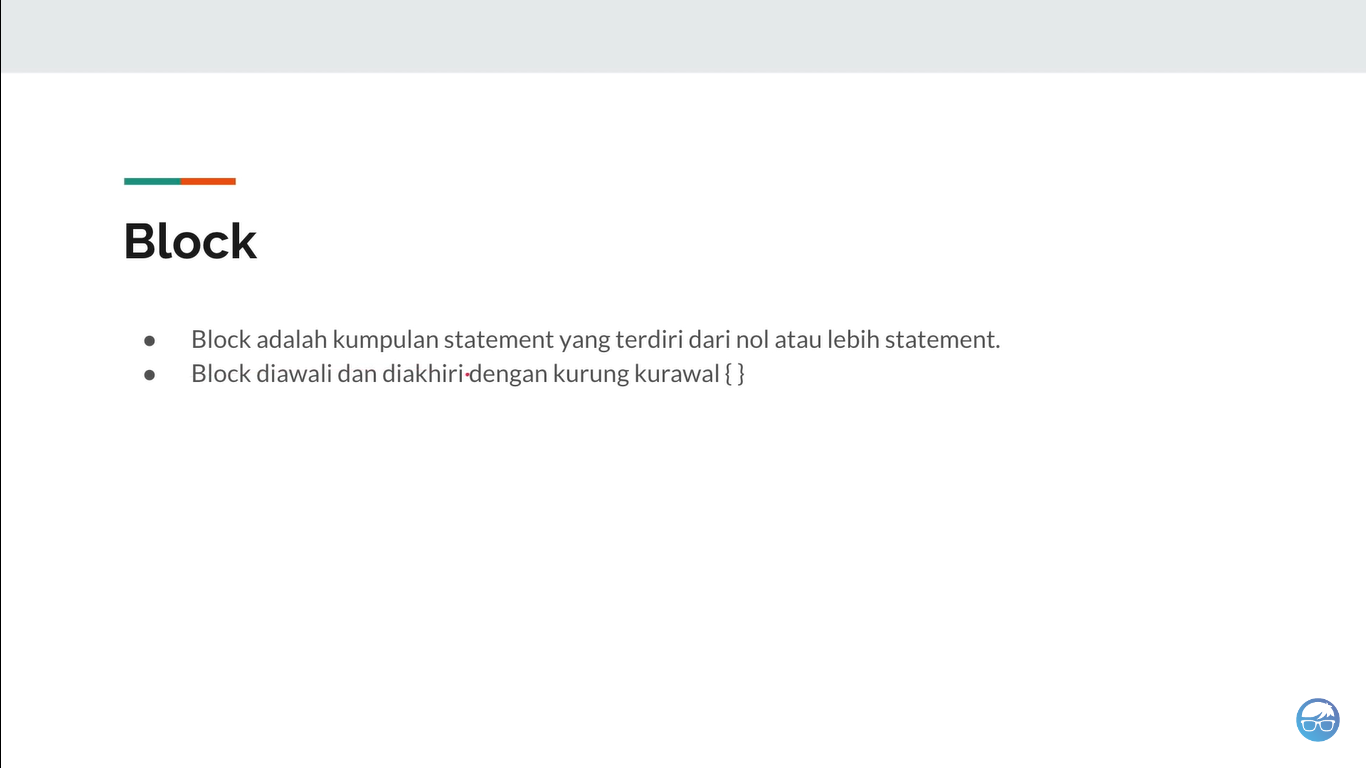 Block
● Block adalah kumpulan statement yang terdiri dari nol atau lebih statement.
● Block diawali dan diakhiri dengan kurung kurawal { }